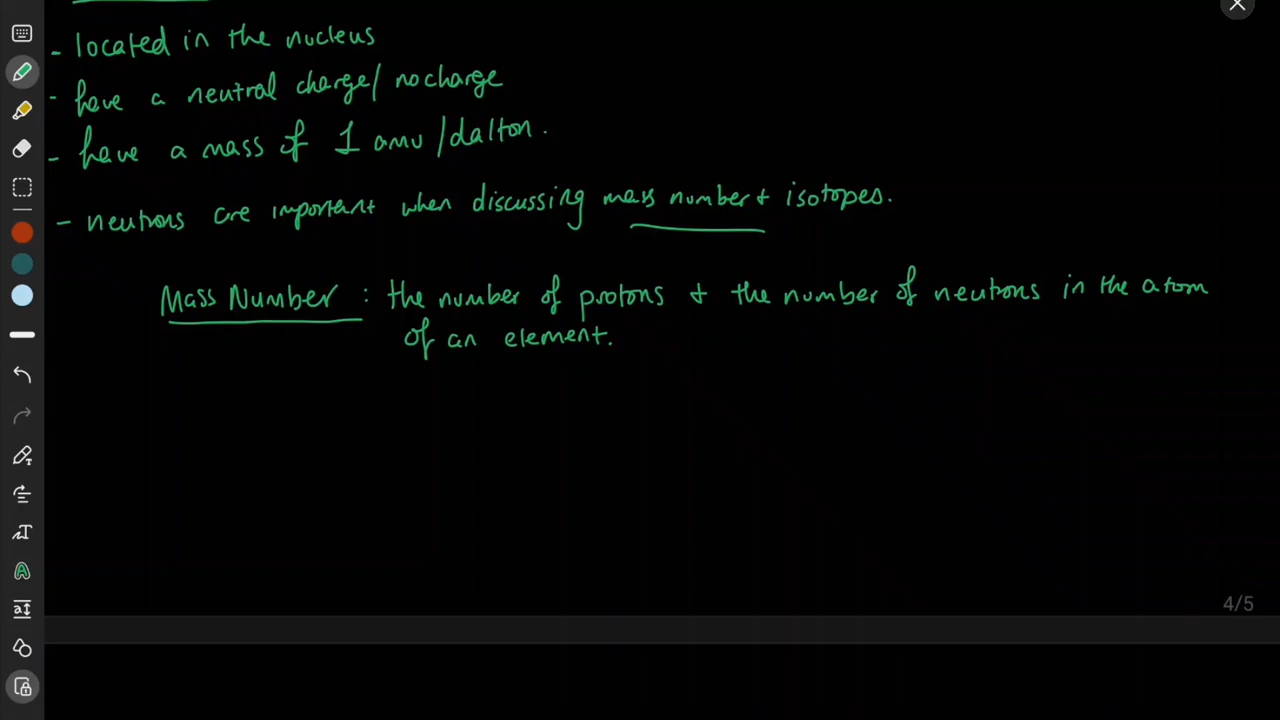 - located in the nucleus
- have a neutral charge/ no charge
- have a mass of 1 amu /dalton.
- neutrons are important when discussing mass number + isotopes.
Mass Number : the number of protons + the number of neutrons in the atom
of an element.
4/5